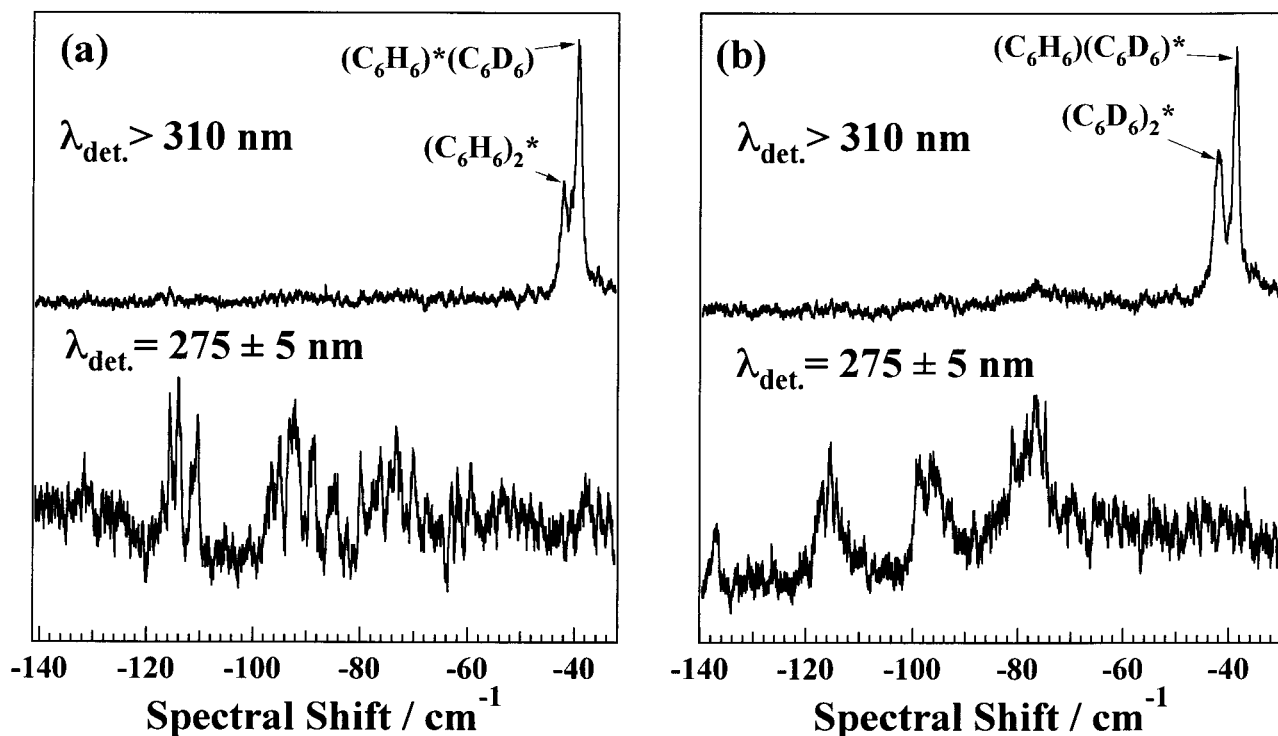 (a)
(C₆H₆)*(C₆D₆)
λdet. > 310 nm
(C₆H₆)₂*
λdet. = 275 ± 5 nm
-140 -120 -100 -80 -60 -40
Spectral Shift / cm⁻¹
(b)
(C₆H₆)(C₆D₆)*
(C₆D₆)₂*
λdet. > 310 nm
λdet. = 275 ± 5 nm
-140 -120 -100 -80 -60 -40
Spectral Shift / cm⁻¹